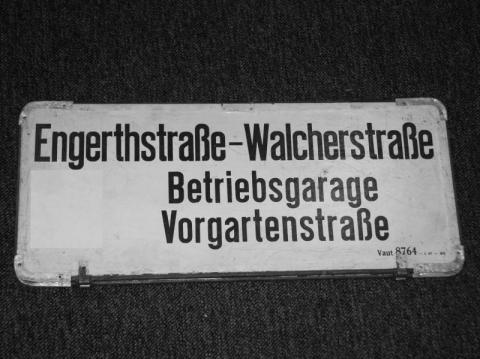 Engerthstraße-Walcherstraße
Betriebsgarage
Vorgartenstraße
Vaut 8764